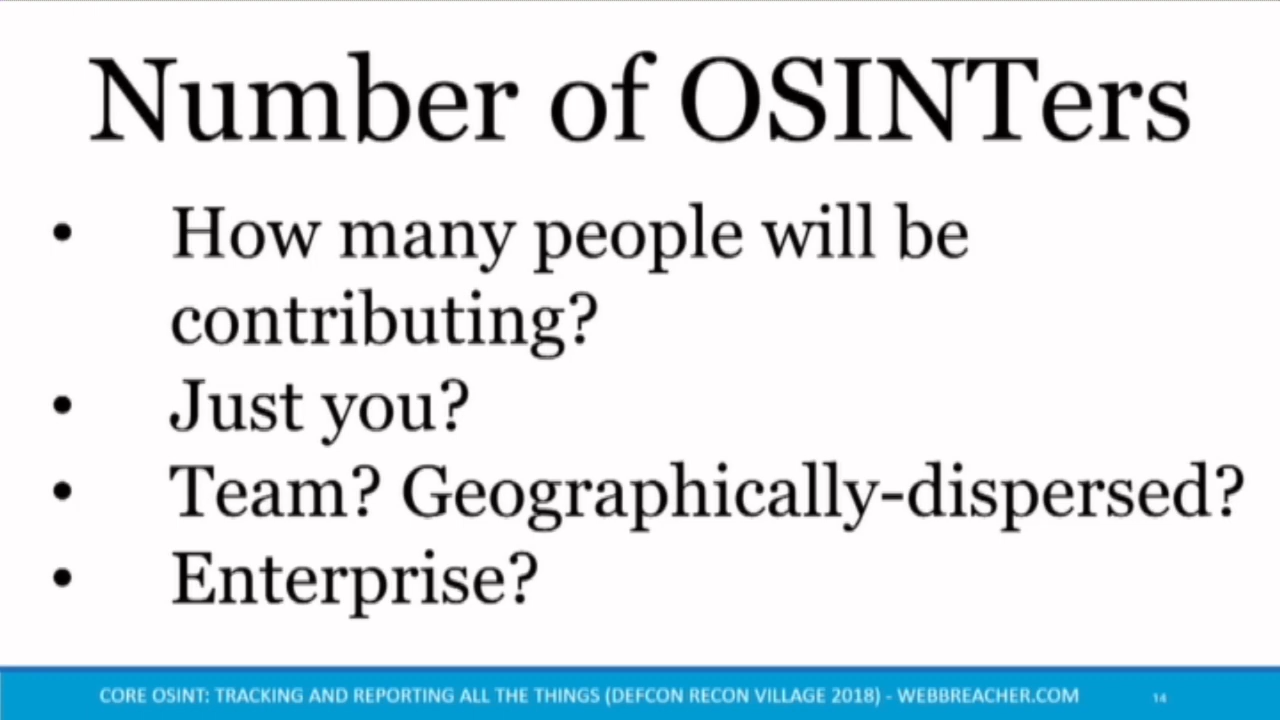 Number of OSINTers
• How many people will be
contributing?
• Just you?
• Team? Geographically-dispersed?
• Enterprise?
CORE OSINT: TRACKING AND REPORTING ALL THE THINGS (DEFCON RECON VILLAGE 2018) - WEBBREACHER.COM 14